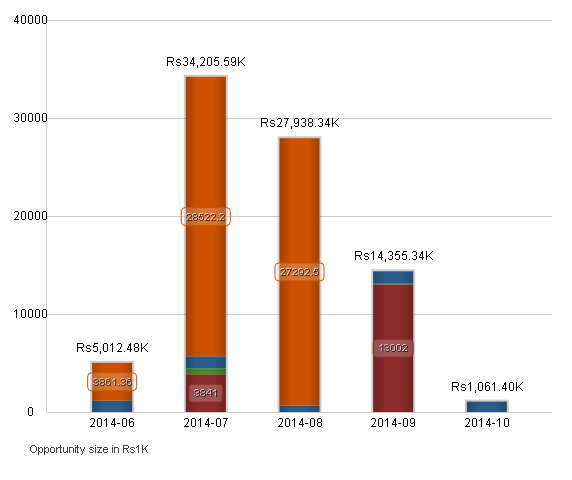 40000
Rs34,205.59K
30000
Rs27,938.34K
20000
28522.2
Rs14,355.34K
27292.5
10000
Rs5,012.48K
13002
Rs1,061.40K
3861.36
3841
0
2014-06 2014-07 2014-08 2014-09 2014-10
Opportunity size in Rs1K